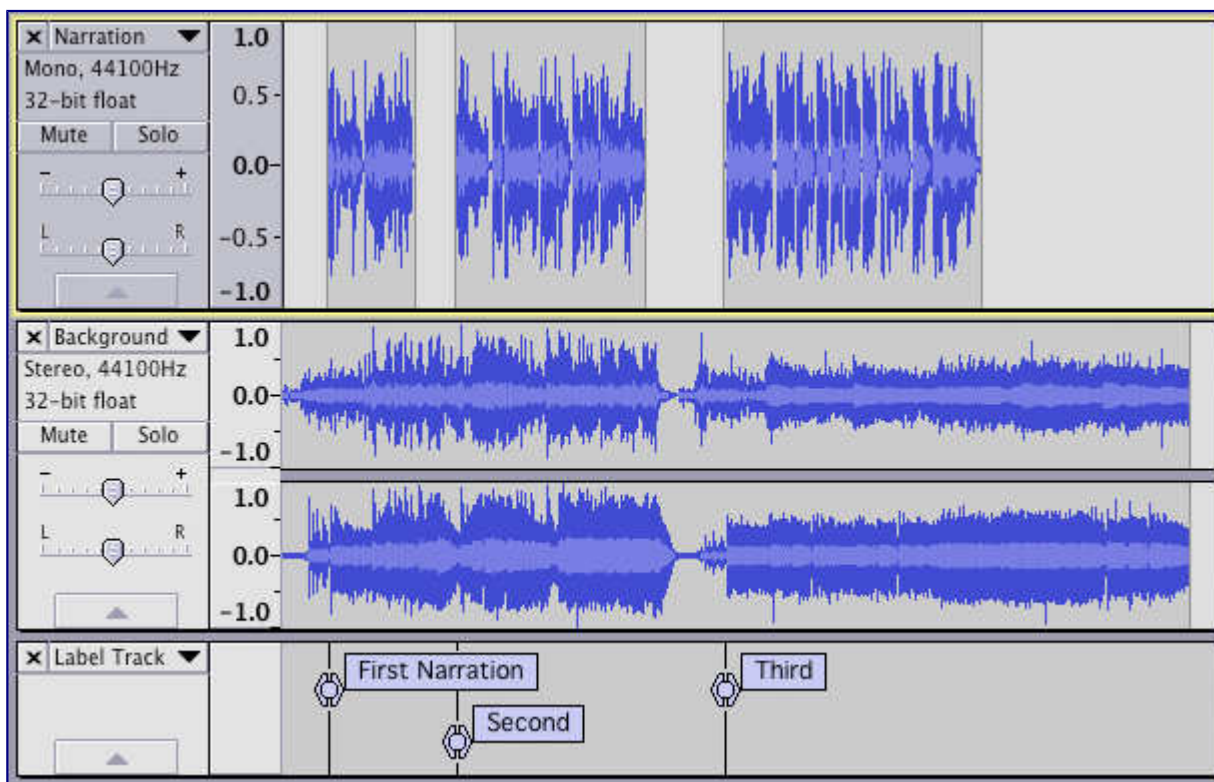 × Narration ▼
Mono, 44100Hz
32-bit float
Mute Solo
- +
L R
1.0
0.5-
0.0-
-0.5-
-1.0
× Background ▼
Stereo, 44100Hz
32-bit float
Mute Solo
- +
L R
1.0
0.0-
-1.0
1.0
0.0-
-1.0
× Label Track ▼
First Narration
Second
Third